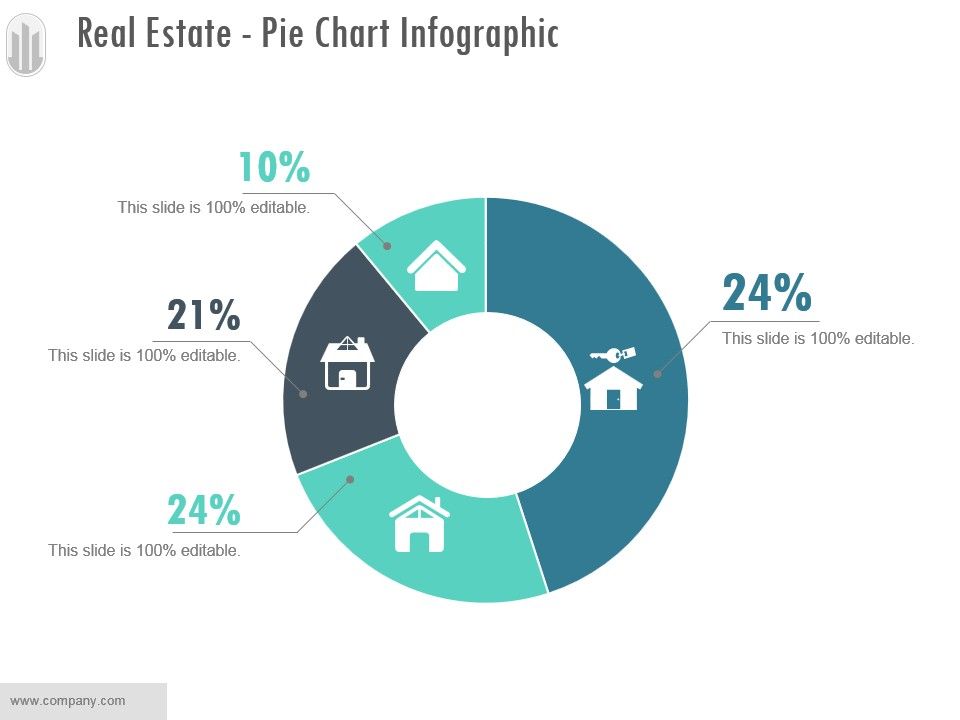 Real Estate - Pie Chart Infographic
10%
This slide is 100% editable.
21%
This slide is 100% editable.
24%
This slide is 100% editable.
24%
This slide is 100% editable.
www.company.com